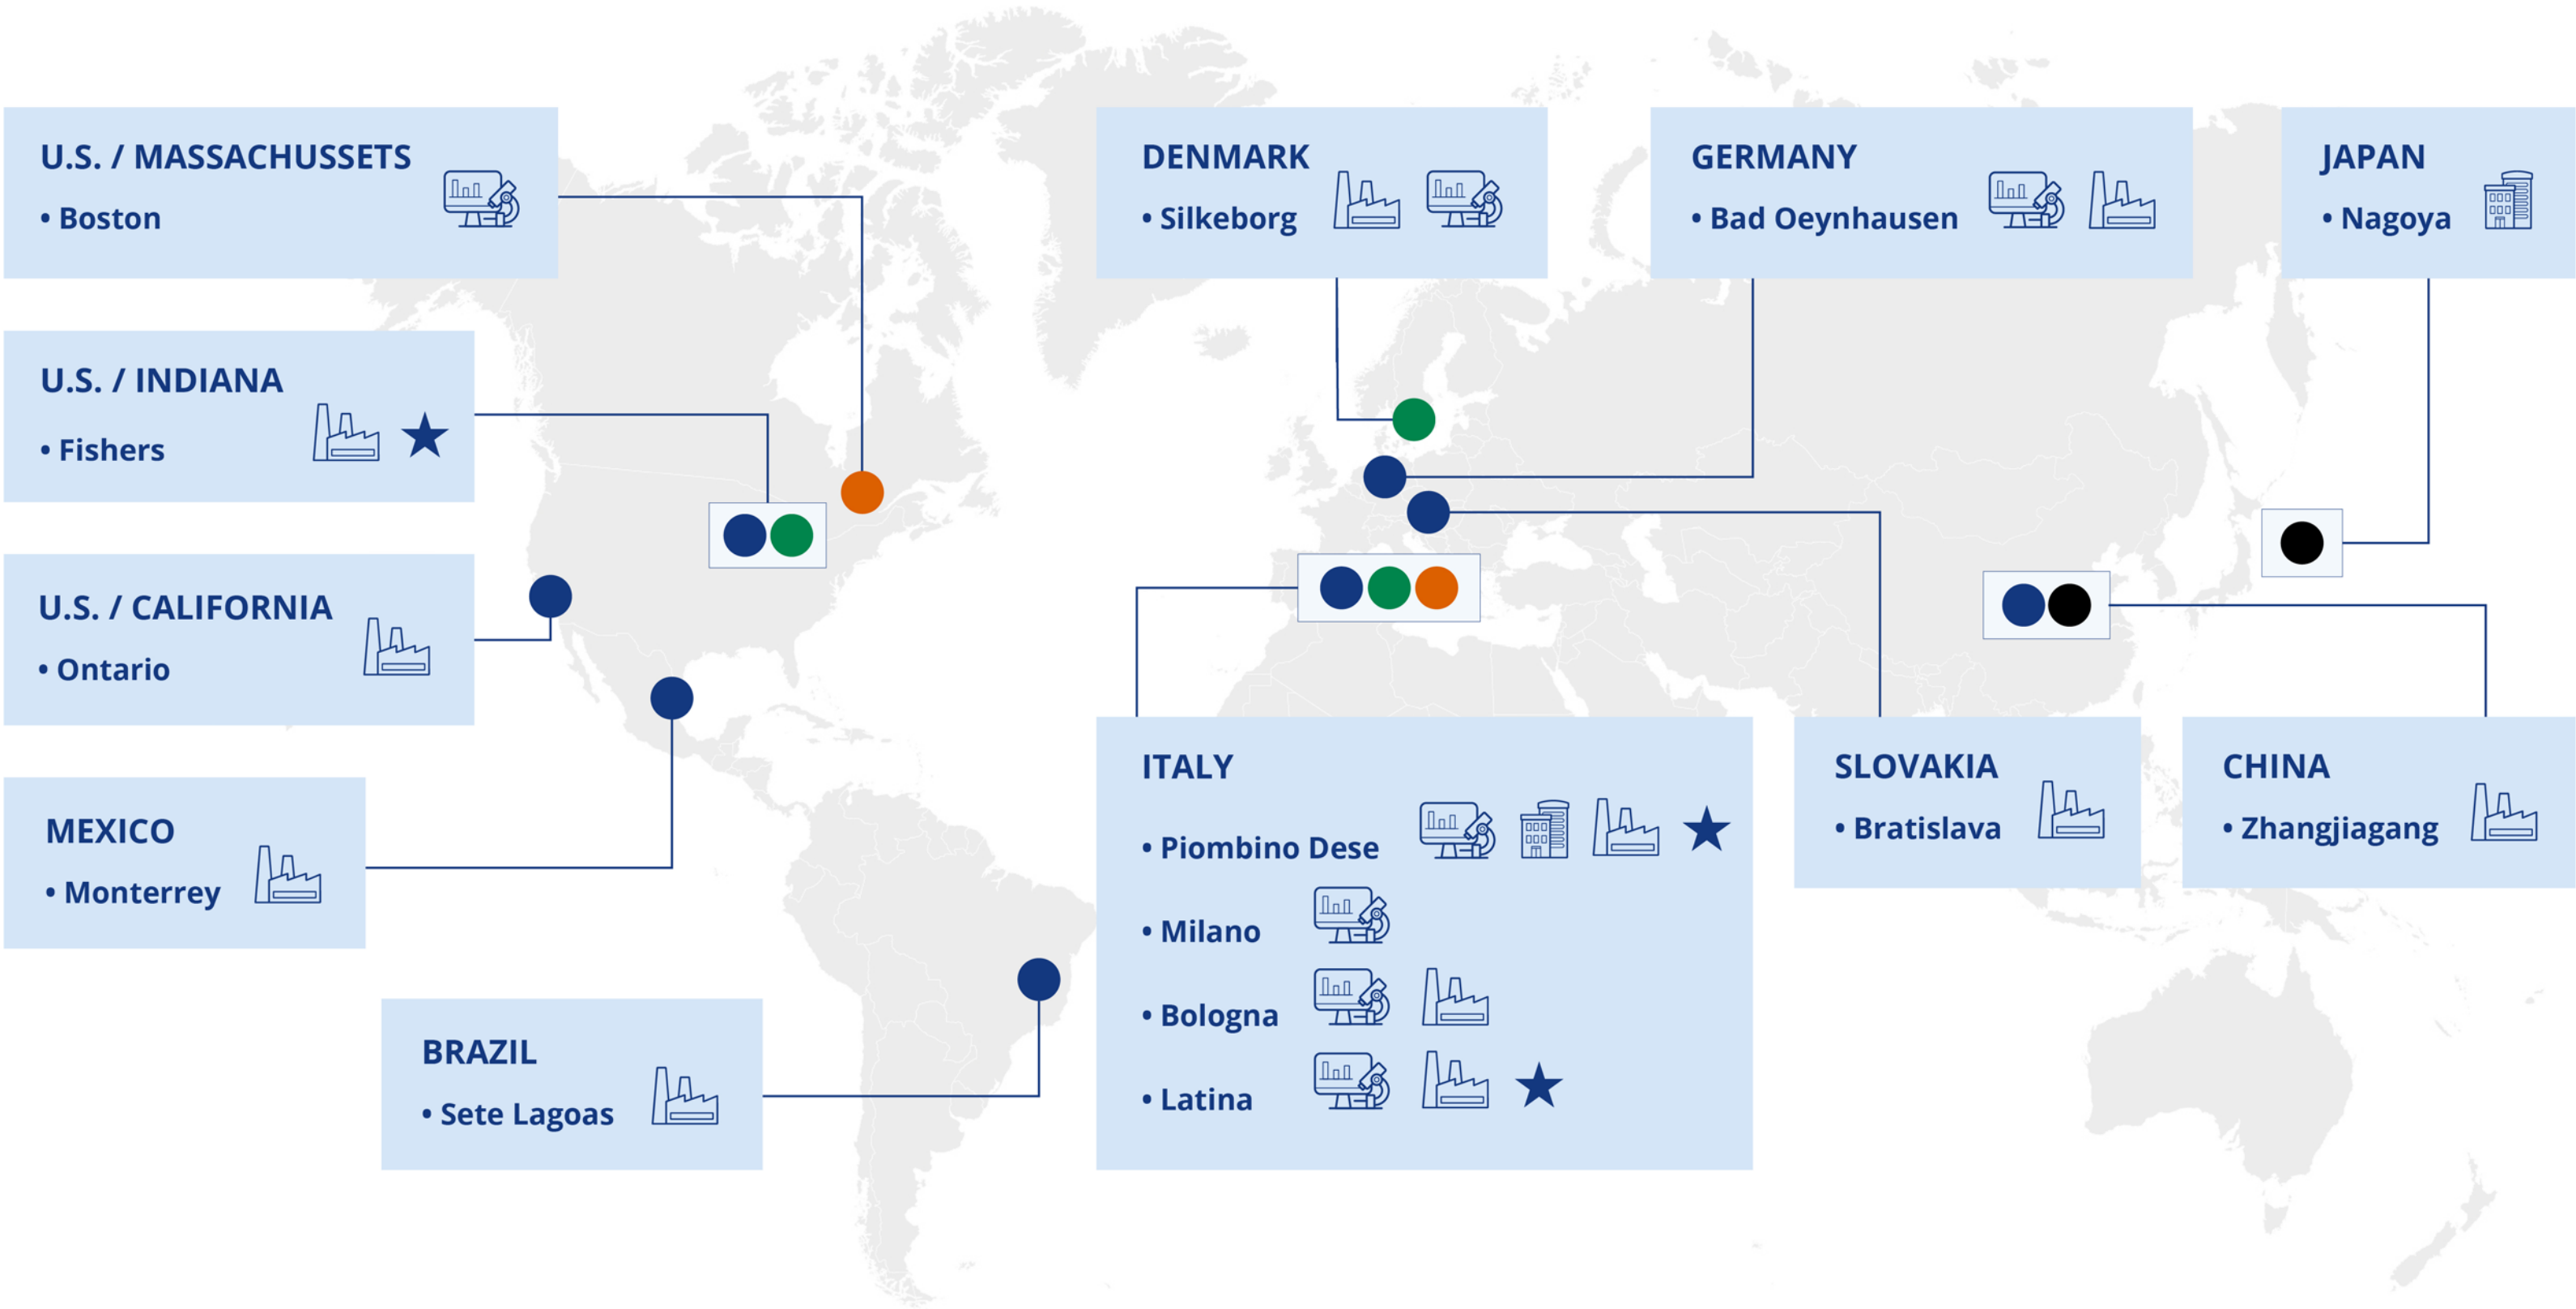 U.S. / MASSACHUSSETS
• Boston
DENMARK
• Silkeborg
GERMANY
• Bad Oeynhausen
JAPAN
• Nagoya
U.S. / INDIANA
• Fishers
U.S. / CALIFORNIA
• Ontario
MEXICO
• Monterrey
BRAZIL
• Sete Lagoas
ITALY
• Piombino Dese
• Milano
• Bologna
• Latina
SLOVAKIA
• Bratislava
CHINA
• Zhangjiagang